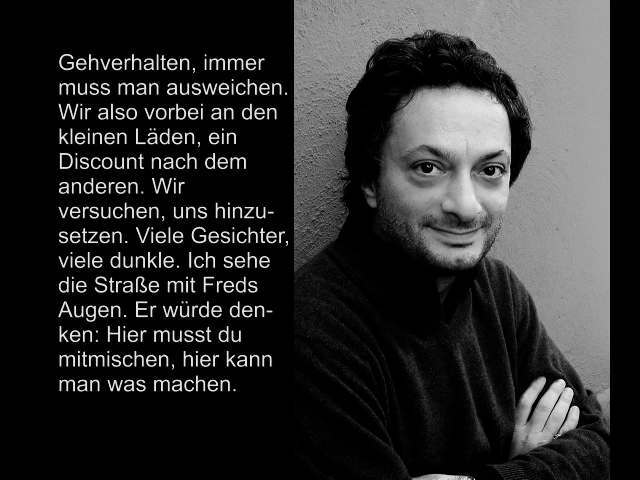 Gehverhalten, immer
muss man ausweichen.
Wir also vorbei an den
kleinen Läden, ein
Discount nach dem
anderen. Wir
versuchen, uns hinzu-
setzen. Viele Gesichter,
viele dunkle. Ich sehe
die Straße mit Freds
Augen. Er würde den-
ken: Hier musst du
mitmischen, hier kann
man was machen.